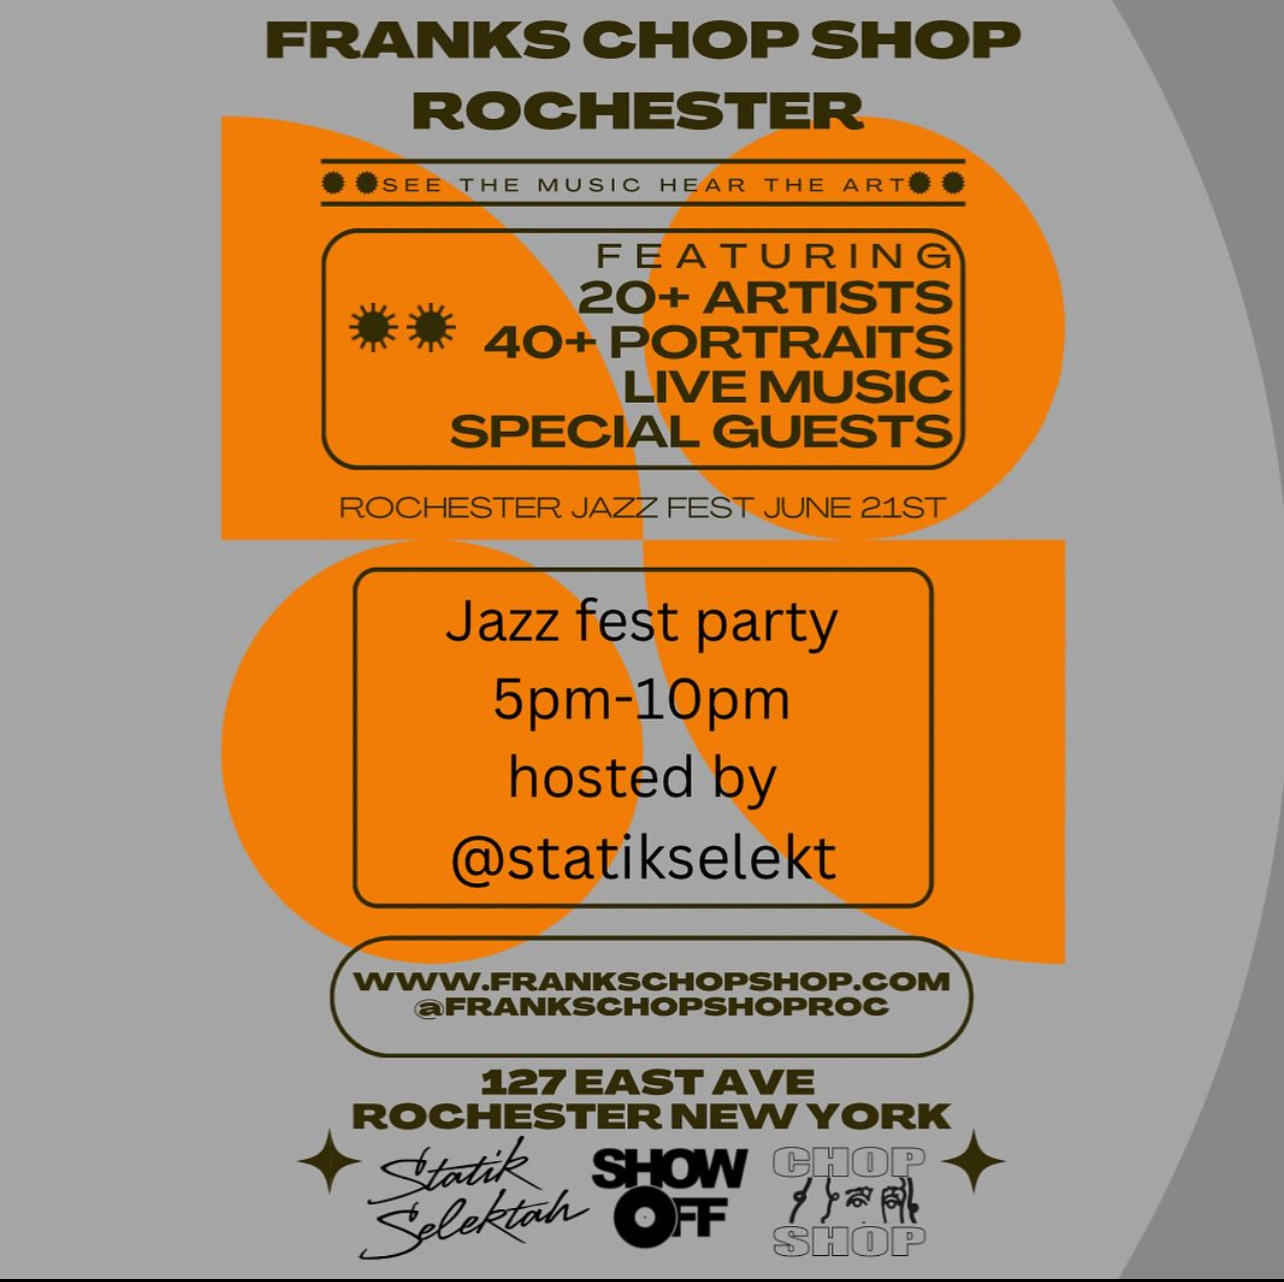 FRANKS CHOP SHOP
ROCHESTER
SEE THE MUSIC HEAR THE ART
FEATURING
20+ ARTISTS
40+ PORTRAITS
LIVE MUSIC
SPECIAL GUESTS
ROCHESTER JAZZ FEST JUNE 21ST
Jazz fest party
5pm-10pm
hosted by
@statikselekt
WWW.FRANKSCHOPSHOP.COM
@FRANKSCHOPSHOPROC
127 EAST AVE
ROCHESTER NEW YORK
Statik
Selektah
SHOW
OFF
CHOP
SHOP